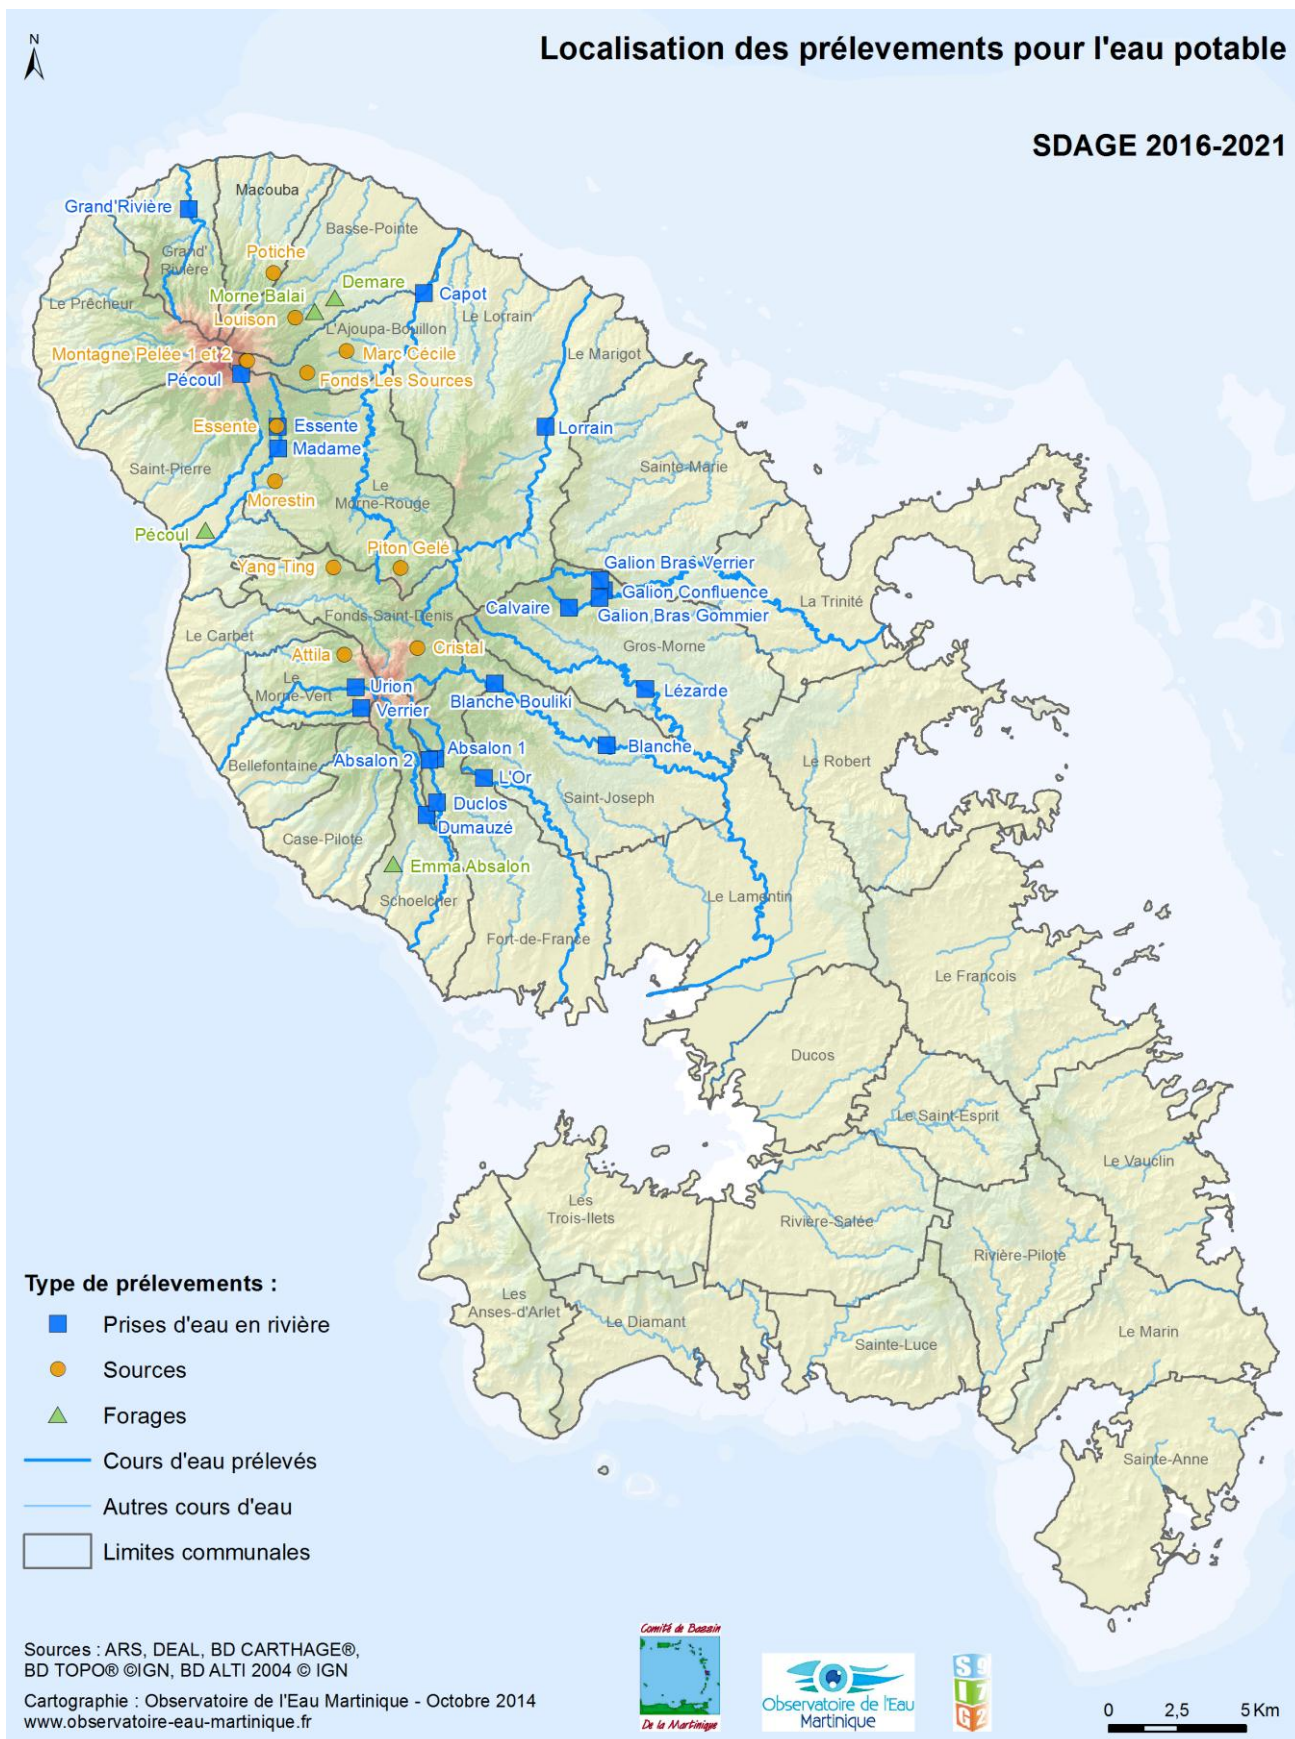 N
Localisation des prélevements pour l'eau potable
SDAGE 2016-2021
Macouba
Grand'Rivière
Basse-Pointe
Grand'
Rivière
Potiche
Demare
Morne Balai
Capot
Le Prêcheur
Louison
L'Ajoupa-Bouillon
Le Lorrain
Montagne Pelée 1 et 2
Marc Cécile
Le Marigot
Pécoul
Fonds Les Sources
Essente
Essente
Lorrain
Madame
Saint-Pierre
Sainte-Marie
Le
Morne-Rouge
Morestin
Pécoul
Piton Gelé
Yang Ting
Galion Bras Verrier
Galion Confluence
Calvaire
Galion Bras Gommier
La Trinité
Fonds-Saint-Denis
Le Carbet
Attila
Cristal
Gros-Morne
Le
Morne-Vert
Urion
Lézarde
Verrier
Blanche Bouliki
Absalon 1
Blanche
Absalon 2
Bellefontaine
L'Or
Le Robert
Duclos
Saint-Joseph
Dumauzé
Case-Pilote
Emma Absalon
Schoelcher
Le Lamentin
Fort-de-France
Le Francois
Ducos
Le Saint-Esprit
Le Vauclin
Les
Trois-Ilets
Rivière-Salée
Rivière-Pilote
Les
Anses-d'Arlet
Le Diamant
Sainte-Luce
Le Marin
Sainte-Anne
Type de prélevements :
Prises d'eau en rivière
Sources
Forages
Cours d'eau prélevés
Autres cours d'eau
Limites communales
Sources : ARS, DEAL, BD CARTHAGE®,
BD TOPO® ©IGN, BD ALTI 2004 © IGN
Cartographie : Observatoire de l'Eau Martinique - Octobre 2014
www.observatoire-eau-martinique.fr
Comité de Bassin
De la Martinique
Observatoire de l'Eau
Martinique
S 9
I 7
G 2
0 2,5 5 Km